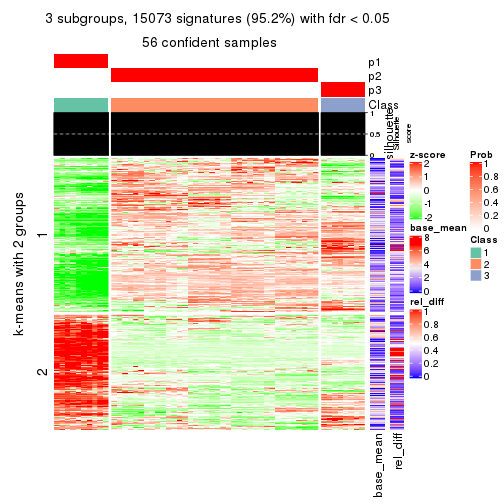 3 subgroups, 15073 signatures (95.2%) with fdr < 0.05
56 confident samples
p1
p2
p3
Class
1
0.5
0
silhouette
Silhouette
score
k-means with 2 groups
1
2
base_mean
rel_diff
z-score
2
1
0
-1
-2
base_mean
8
6
4
2
0
rel_diff
1
0.8
0.6
0.4
0.2
0
Prob
1
0.8
0.6
0.4
0.2
0
Class
1
2
3